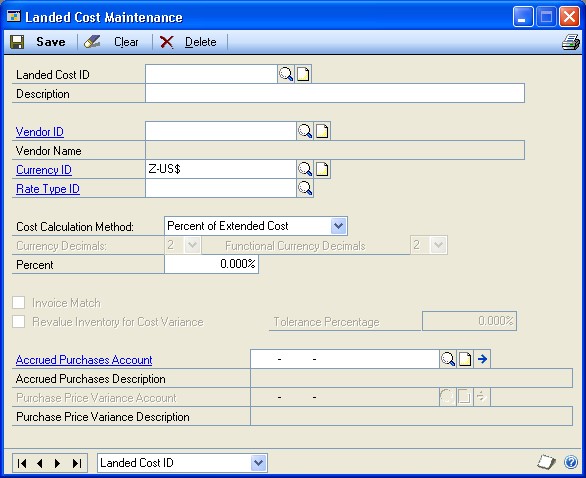 Landed Cost Maintenance
Save Clear Delete
Landed Cost ID
Description
Vendor ID
Vendor Name
Currency ID Z-US$
Rate Type ID
Cost Calculation Method: Percent of Extended Cost
Currency Decimals: 2 Functional Currency Decimals 2
Percent 0.000%
Invoice Match
Revalue Inventory for Cost Variance Tolerance Percentage 0.000%
Accrued Purchases Account - -
Accrued Purchases Description
Purchase Price Variance Account - -
Purchase Price Variance Description
Landed Cost ID